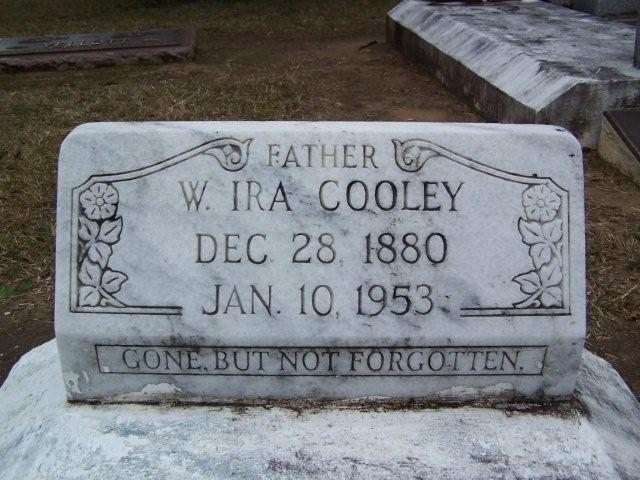 FATHER
W. IRA COOLEY
DEC. 28, 1880
JAN. 10, 1953
GONE, BUT NOT FORGOTTEN.